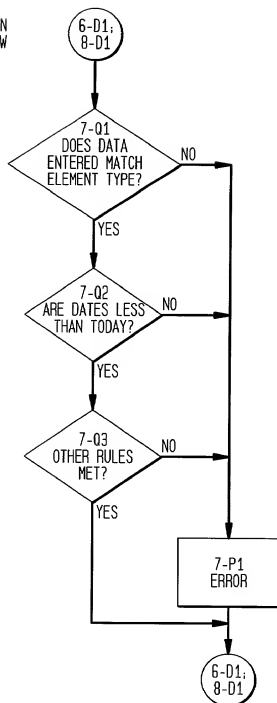 N
W
6-D1;
8-D1
7-Q1
DOES DATA
ENTERED MATCH
ELEMENT TYPE?
NO
YES
7-Q2
ARE DATES LESS
THAN TODAY?
NO
YES
7-Q3
OTHER RULES
MET?
NO
YES
7-P1
ERROR
6-D1;
8-D1